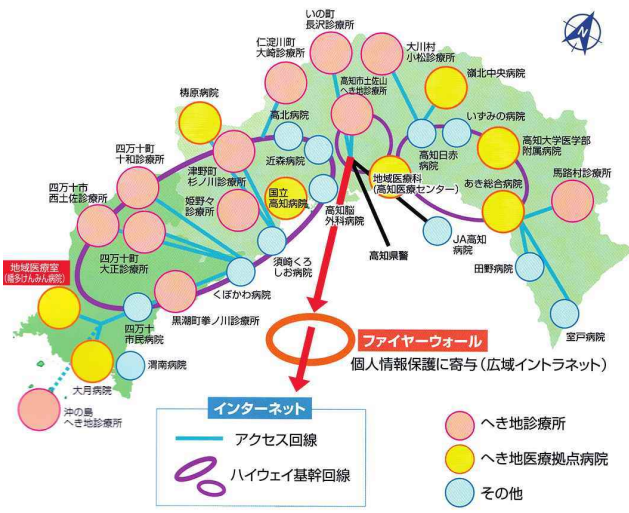 いの町
長沢診療所
仁淀川町
大崎診療所
大川村
小松診療所
高知市土佐山
へき地診療所
嶺北中央病院
N
梼原病院
高北病院
いずみの病院
四万十町
十和診療所
津野町
杉ノ川診療所
近森病院
高知日赤
病院
高知大学医学部
附属病院
四万十市
西土佐診療所
姫野々
診療所
国立
高知病院
高知脳
外科病院
地域医療科
(高知医療センター)
あき総合病院
馬路村診療所
四万十町
大正診療所
須崎くろ
しお病院
高知県警
JA高知
病院
田野病院
地域医療室
(幡多けんみん病院)
くぼかわ病院
黒潮町拳ノ川診療所
四万十
市民病院
室戸病院
大月病院
渭南病院
沖の島
へき地診療所
ファイヤーウォール
個人情報保護に寄与(広域イントラネット)
インターネット
アクセス回線
ハイウェイ基幹回線
へき地診療所
へき地医療拠点病院
その他